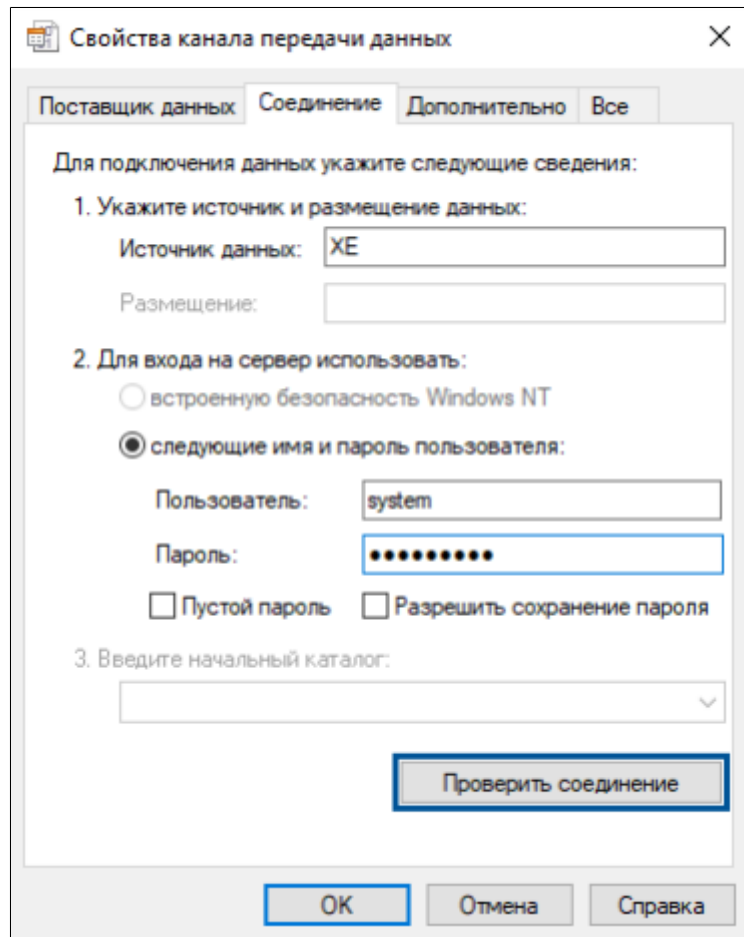 Свойства канала передачи данных
Поставщик данных Соединение Дополнительно Все
Для подключения данных укажите следующие сведения:
1. Укажите источник и размещение данных:
Источник данных: XE
Размещение:
2. Для входа на сервер использовать:
встроенную безопасность Windows NT
следующие имя и пароль пользователя:
Пользователь: system
Пароль: ●●●●●●●●●
Пустой пароль Разрешить сохранение пароля
3. Введите начальный каталог:
Проверить соединение
OK Отмена Справка